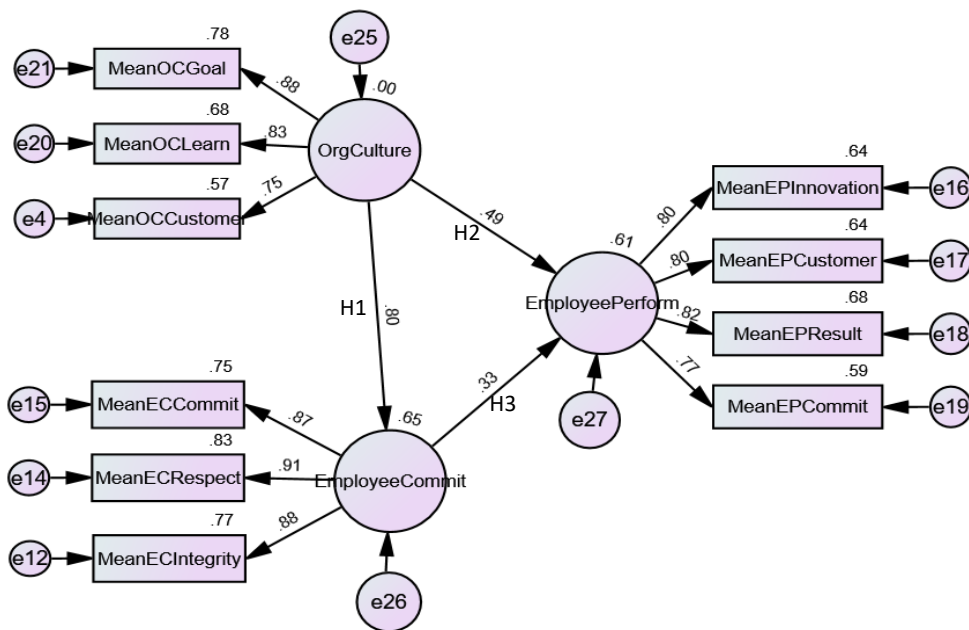 e25
.78
e21
MeanOCGoal
.88
.00
.68
e20
MeanOCLearn
.83
OrgCulture
.57
.75
e4
MeanOCCustomer
.64
MeanEPInnovation
e16
.80
.49
H2
.61
.64
MeanEPCustomer
e17
.80
EmployeePerform
.68
.82
MeanEPResult
e18
H1
.80
.77
.59
MeanEPCommit
e19
.75
e15
MeanECCommit
.87
.65
.33
H3
e27
.83
e14
MeanECRespect
.91
EmployeeCommit
.77
.88
e12
MeanECIntegrity
e26